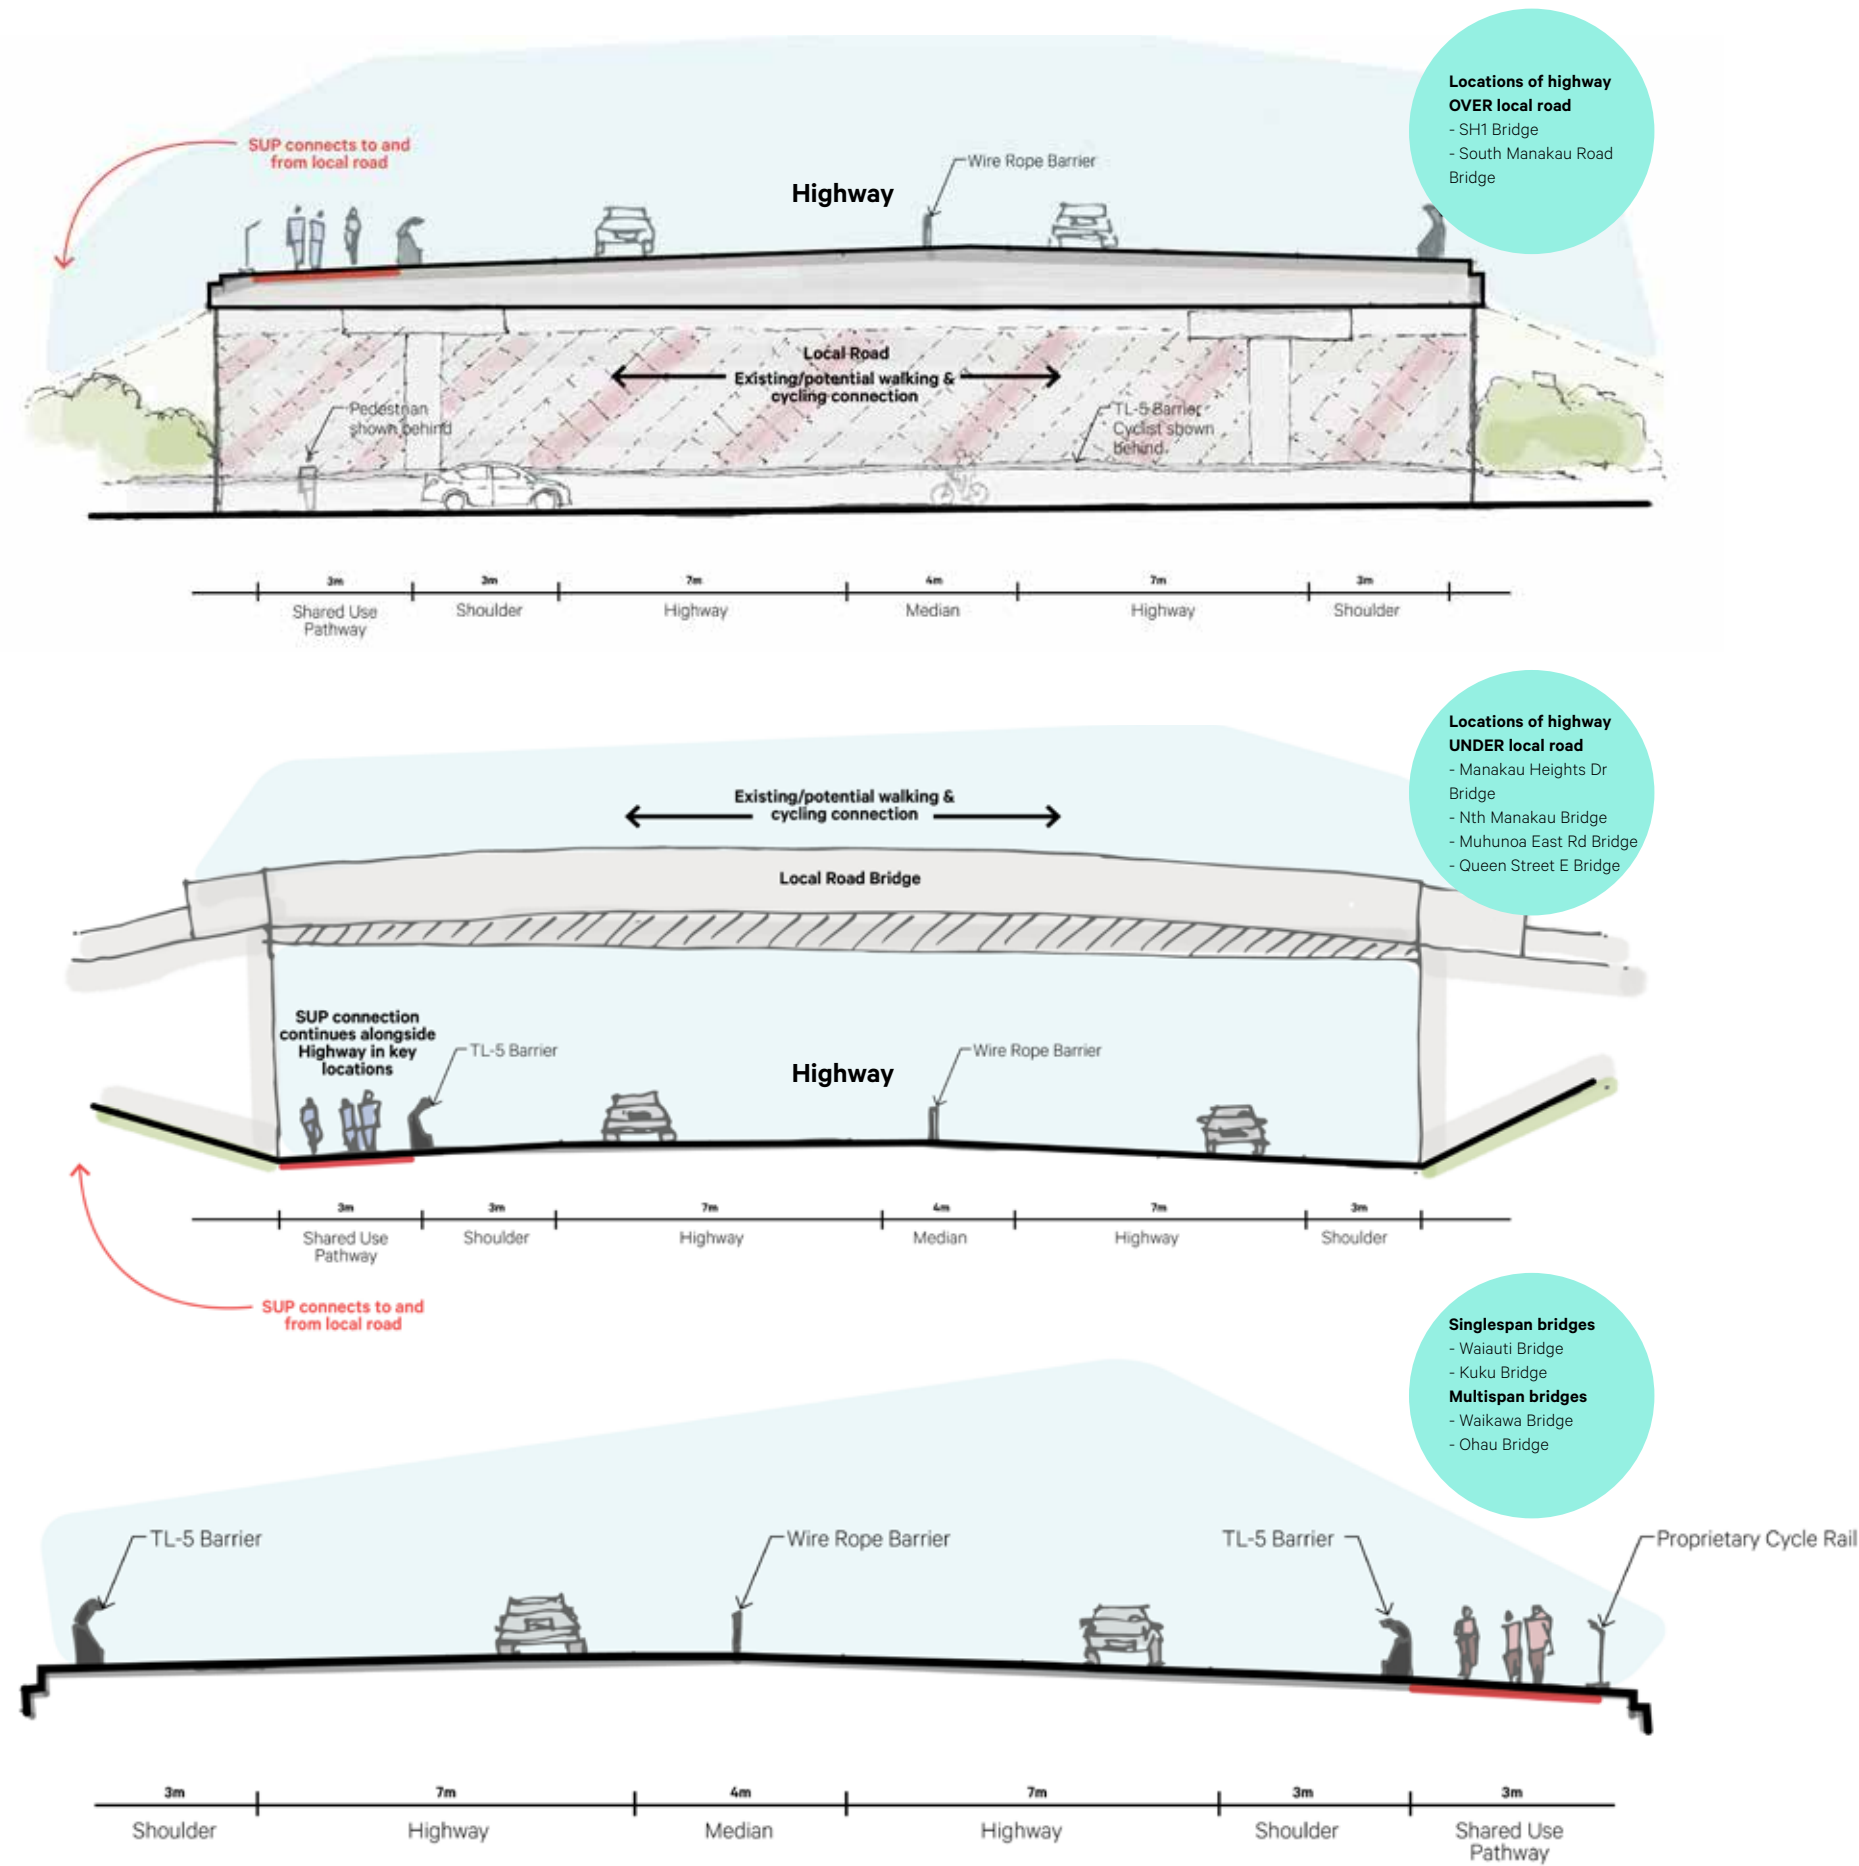 Locations of highway
OVER local road
- SH1 Bridge
- South Manakau Road
Bridge
SUP connects to and
from local road
Wire Rope Barrier
Highway
Local Road
Existing/potential walking &
cycling connection
Pedestrian
shown behind
TL-5 Barrier
Cyclist shown
behind
3m
3m
7m
4m
7m
3m
Shared Use
Pathway
Shoulder
Highway
Median
Highway
Shoulder
Locations of highway
UNDER local road
- Manakau Heights Dr
Bridge
- Nth Manakau Bridge
- Muhunoa East Rd Bridge
- Queen Street E Bridge
Existing/potential walking &
cycling connection
Local Road Bridge
SUP connection
continues alongside
Highway in key
locations
TL-5 Barrier
Highway
Wire Rope Barrier
3m
3m
7m
4m
7m
3m
Shared Use
Pathway
Shoulder
Highway
Median
Highway
Shoulder
SUP connects to and
from local road
Singlespan bridges
- Waiauti Bridge
- Kuku Bridge
Multispan bridges
- Waikawa Bridge
- Ohau Bridge
TL-5 Barrier
Wire Rope Barrier
TL-5 Barrier
Proprietary Cycle Rail
3m
7m
4m
7m
3m
3m
Shoulder
Highway
Median
Highway
Shoulder
Shared Use
Pathway